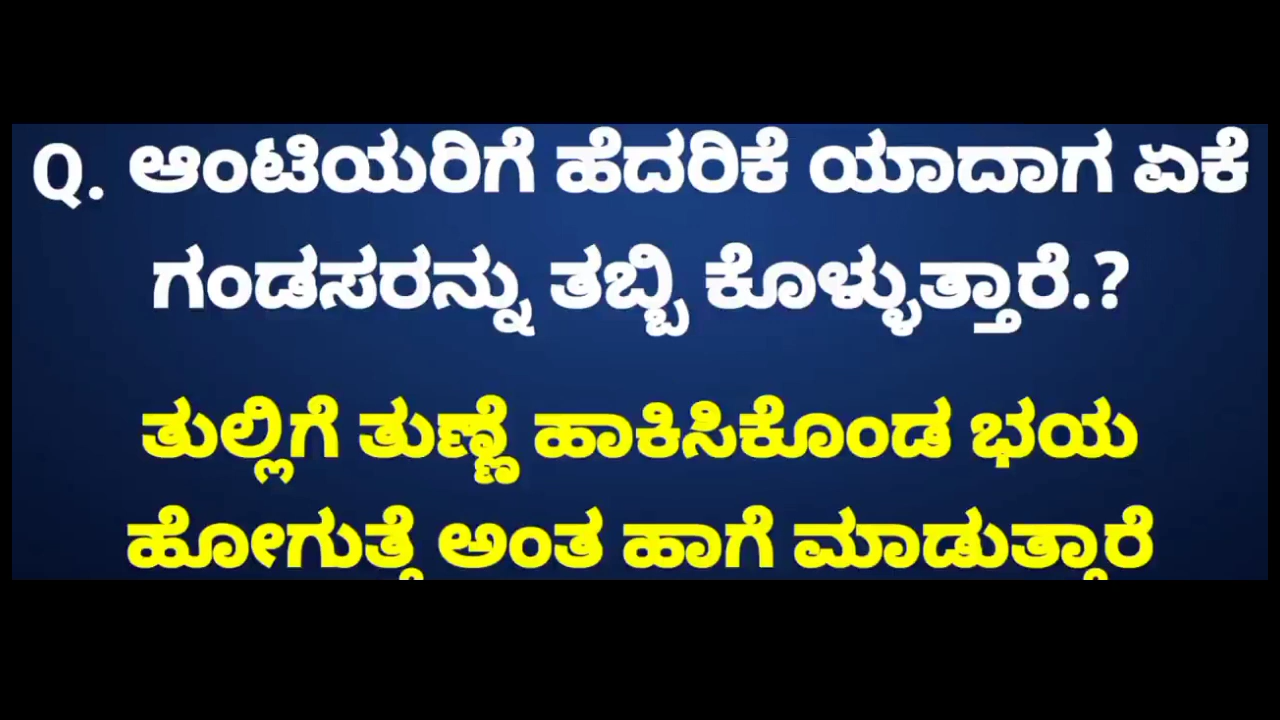 Q. ಆಂಟಿಯರಿಗೆ ಹೆದರಿಕೆ ಯಾದಾಗ ಏಕೆ
ಗಂಡಸರನ್ನು ತಬ್ಬಿ ಕೊಳ್ಳುತ್ತಾರೆ.?
ತುಲ್ಲಿಗೆ ತುಣ್ಣೆ ಹಾಕಿಸಿಕೊಂಡ ಭಯ
ಹೋಗುತ್ತೆ ಅಂತ ಹಾಗೆ ಮಾಡುತ್ತಾರೆ